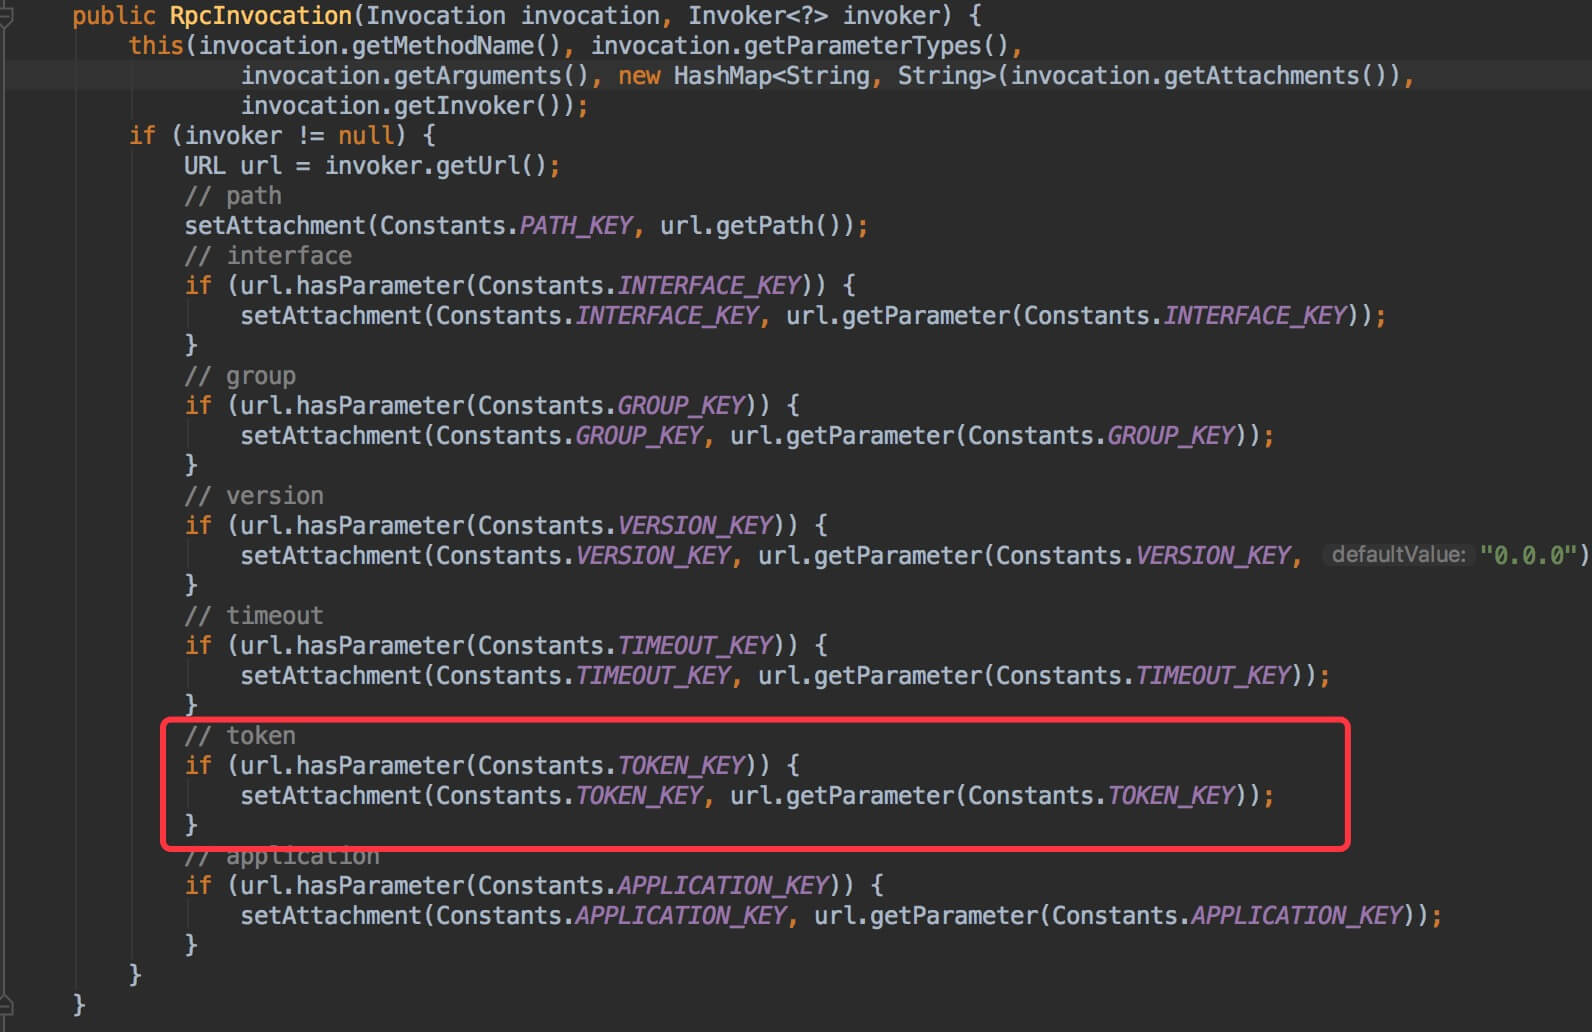 public RpcInvocation(Invocation invocation, Invoker<?> invoker) {
this(invocation.getMethodName(), invocation.getParameterTypes(),
invocation.getArguments(), new HashMap<String, String>(invocation.getAttachments()),
invocation.getInvoker());
if (invoker != null) {
URL url = invoker.getUrl();
// path
setAttachment(Constants.PATH_KEY, url.getPath());
// interface
if (url.hasParameter(Constants.INTERFACE_KEY)) {
setAttachment(Constants.INTERFACE_KEY, url.getParameter(Constants.INTERFACE_KEY));
}
// group
if (url.hasParameter(Constants.GROUP_KEY)) {
setAttachment(Constants.GROUP_KEY, url.getParameter(Constants.GROUP_KEY));
}
// version
if (url.hasParameter(Constants.VERSION_KEY)) {
setAttachment(Constants.VERSION_KEY, url.getParameter(Constants.VERSION_KEY, defaultValue: "0.0.0")
}
// timeout
if (url.hasParameter(Constants.TIMEOUT_KEY)) {
setAttachment(Constants.TIMEOUT_KEY, url.getParameter(Constants.TIMEOUT_KEY));
}
// token
if (url.hasParameter(Constants.TOKEN_KEY)) {
setAttachment(Constants.TOKEN_KEY, url.getParameter(Constants.TOKEN_KEY));
}
// application
if (url.hasParameter(Constants.APPLICATION_KEY)) {
setAttachment(Constants.APPLICATION_KEY, url.getParameter(Constants.APPLICATION_KEY));
}
}
}